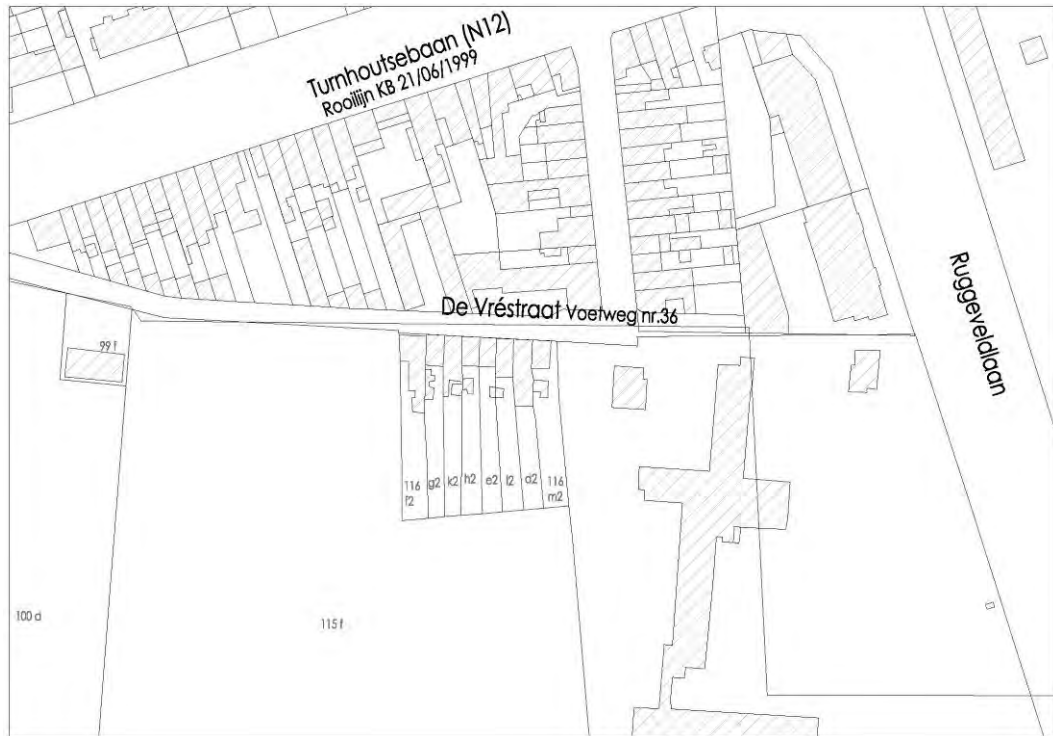 Turnhoutsebaan (N12)
Rooilijn KB 21/06/1999
Ruggeveldlaan
De Vréstraat Voetweg nr.36
99 f
116
f2
g2
k2
h2
e2
l2
a2
116
m2
100 d
115 f